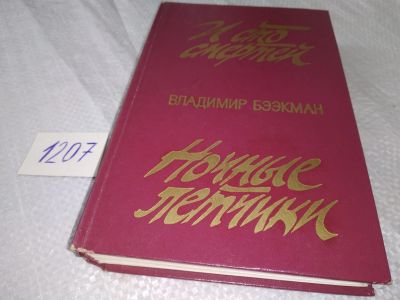 И сто
смертей
ВЛАДИМИР БЭЭКМАН
Ночные
летчики
1207